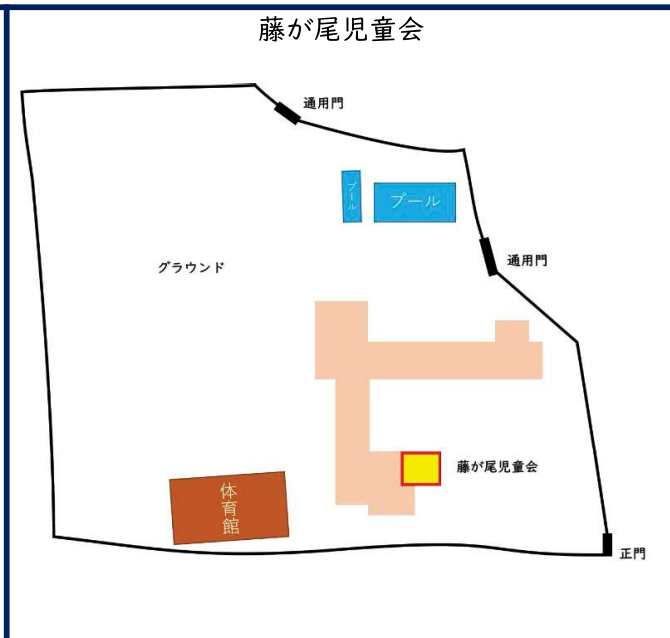 藤が尾児童会
通用門
プール
プール
通用門
グラウンド
藤が尾児童会
体育館
正門